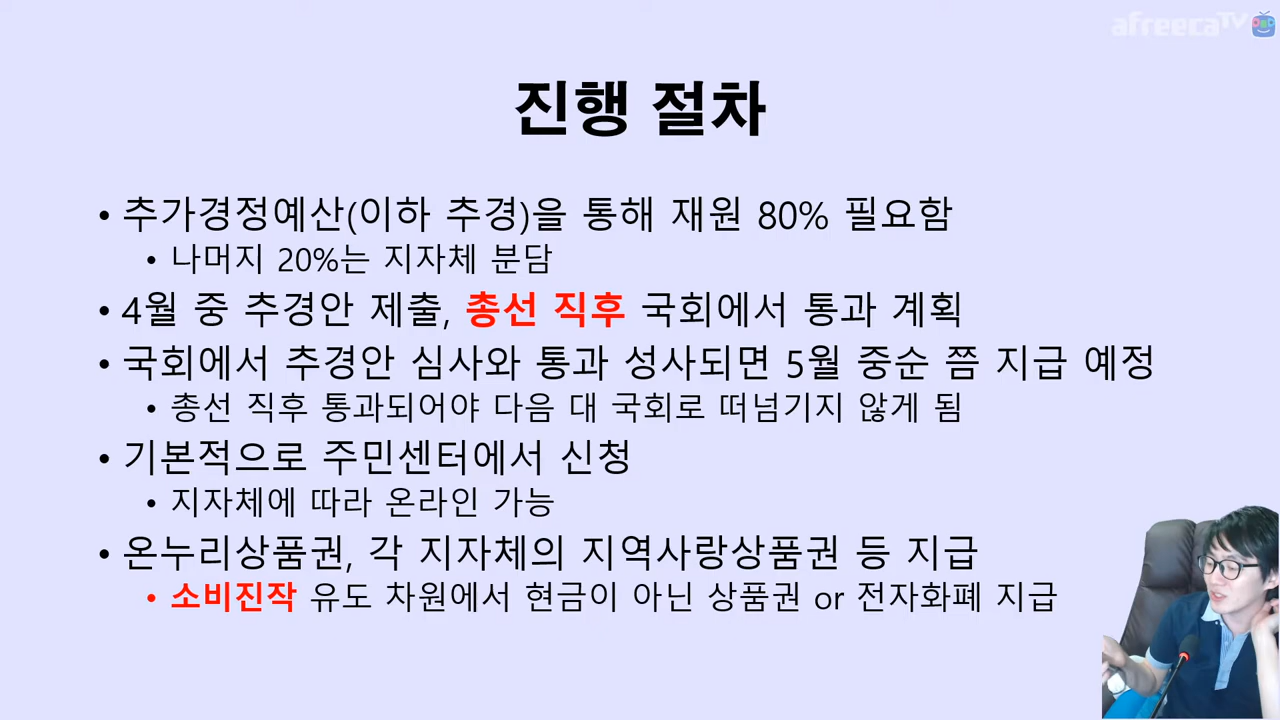 afreecaTV
진행 절차
• 추가경정예산(이하 추경)을 통해 재원 80% 필요함
• 나머지 20%는 지자체 분담
• 4월 중 추경안 제출, 총선 직후 국회에서 통과 계획
• 국회에서 추경안 심사와 통과 성사되면 5월 중순 쯤 지급 예정
• 총선 직후 통과되어야 다음 대 국회로 떠넘기지 않게 됨
• 기본적으로 주민센터에서 신청
• 지자체에 따라 온라인 가능
• 온누리상품권, 각 지자체의 지역사랑상품권 등 지급
• 소비진작 유도 차원에서 현금이 아닌 상품권 or 전자화폐 지급